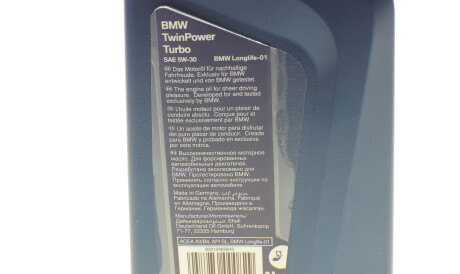 BMW
TwinPower
Turbo
SAE 5W-30 BMW Longlife-01
Das Motoröl für nachhaltige
Fahrfreude. Exklusiv für BMW
entwickelt und von BMW getestet.
The engine oil for sheer driving
pleasure. Developed for and tested
exclusively by BMW.
L'huile moteur pour un plaisir de
conduire absolu. Conçue pour et
testée exclusivement par BMW.
Un aceite de motor para disfrutar
del puro placer de conducir. Creado
para BMW y probado en exclusiva
por esta marca.
Высококачественное моторное
масло. Для форсированных
автомобильных двигателей
Разработано эксклюзивно для
BMW. Протестировано BMW
Применять согласно инструкции по
эксплуатации автомобиля
Made in Germany,
Fabricado na Alemanha, Fabriqué
en Allemagne, Произведено в
Германии, Германияда жасалған.
Manufacturer/Изготовитель/
Дайындаушы: Shell
Deutschland Oil GmbH, Suhrenkamp
71-77, 22335 Hamburg
ACEA A3/B4, API SL, BMW Longlife-01